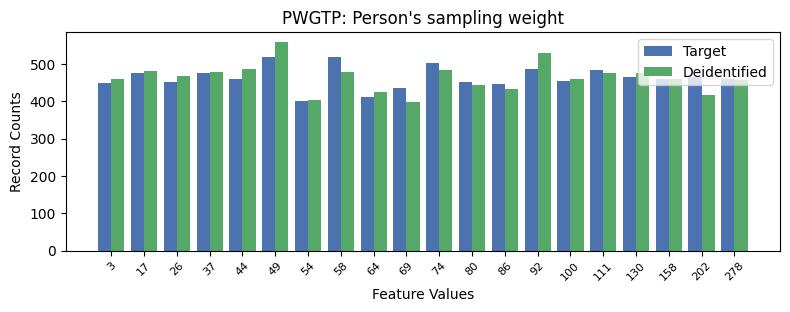 PWGTP: Person's sampling weight
Target
Deidentified
Record Counts
500
400
300
200
100
0
3 17 26 37 44 49 54 58 64 69 74 80 86 92 100 111 130 158 202 278
Feature Values